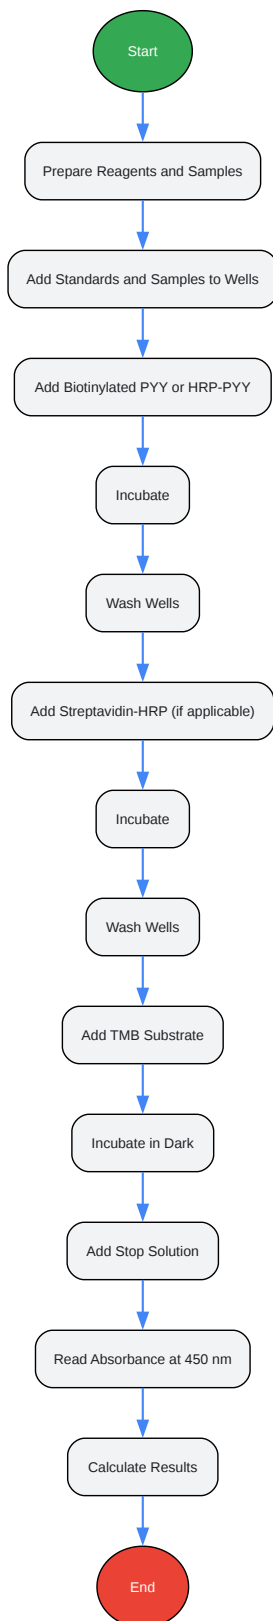 Start
Prepare Reagents and Samples
Add Standards and Samples to Wells
Add Biotinylated PYY or HRP-PYY
Incubate
Wash Wells
Add Streptavidin-HRP (if applicable)
Incubate
Wash Wells
Add TMB Substrate
Incubate in Dark
Add Stop Solution
Read Absorbance at 450 nm
Calculate Results
End